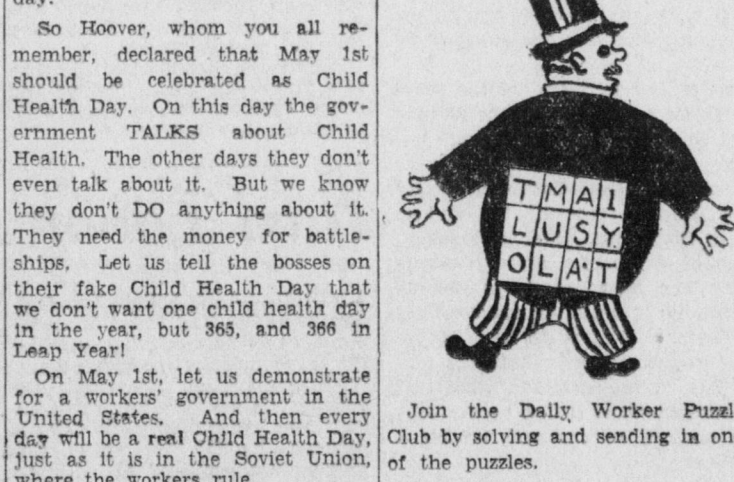 day.
So Hoover, whom you all re-
member, declared that May 1st
should be celebrated as Child
Health Day. On this day the gov-
ernment TALKS about Child
Health. The other days they don't
even talk about it. But we know
they don't DO anything about it.
They need the money for battle-
ships. Let us tell the bosses on
their fake Child Health Day that
we don't want one child health day
in the year, but 365, and 366 in
Leap Year!
On May 1st, let us demonstrate
for a workers' government in the
United States. And then every
day will be a real Child Health Day,
just as it is in the Soviet Union,
where the workers rule
T M A I
L U S Y
O L A T
Join the Daily Worker Puzzl
Club by solving and sending in on
of the puzzles.